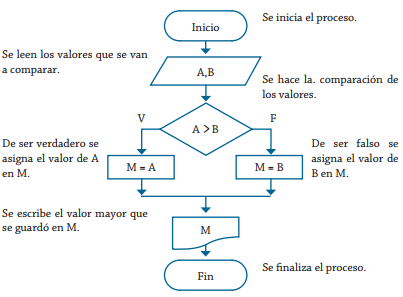 Inicio
Se inicia el proceso.
Se leen los valores que se van
a comparar.
A,B
Se hace la. comparación de
los valores.
V
F
A > B
De ser verdadero se
asigna el valor de A
en M.
M = A
M = B
De ser falso se
asigna el valor de
B en M.
Se escribe el valor mayor que
se guardó en M.
M
Fin
Se finaliza el proceso.